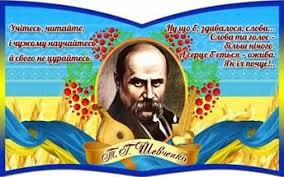 Учітесь, читайте,
і чужому научайтесь,
й свого не цурайтесь.
Ну що б, здавалося, слова...
Слова та голос –
більш нічого.
А серце б'ється – ожива,
Як їх почує!...
Т. Г. Шевченко